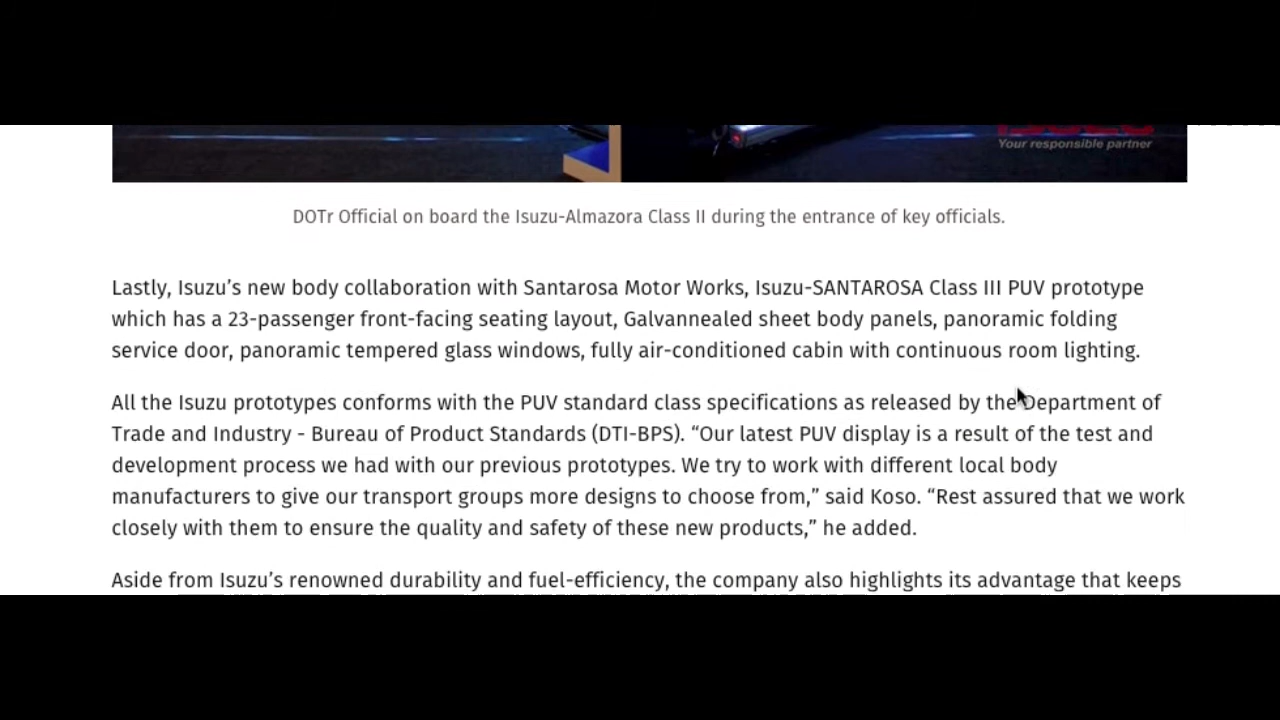 ISUZU
Your responsible partner
DOTr Official on board the Isuzu-Almazora Class II during the entrance of key officials.
Lastly, Isuzu’s new body collaboration with Santarosa Motor Works, Isuzu-SANTAROSA Class III PUV prototype
which has a 23-passenger front-facing seating layout, Galvannealed sheet body panels, panoramic folding
service door, panoramic tempered glass windows, fully air-conditioned cabin with continuous room lighting.
All the Isuzu prototypes conforms with the PUV standard class specifications as released by the Department of
Trade and Industry - Bureau of Product Standards (DTI-BPS). “Our latest PUV display is a result of the test and
development process we had with our previous prototypes. We try to work with different local body
manufacturers to give our transport groups more designs to choose from,” said Koso. “Rest assured that we work
closely with them to ensure the quality and safety of these new products,” he added.
Aside from Isuzu’s renowned durability and fuel-efficiency, the company also highlights its advantage that keeps